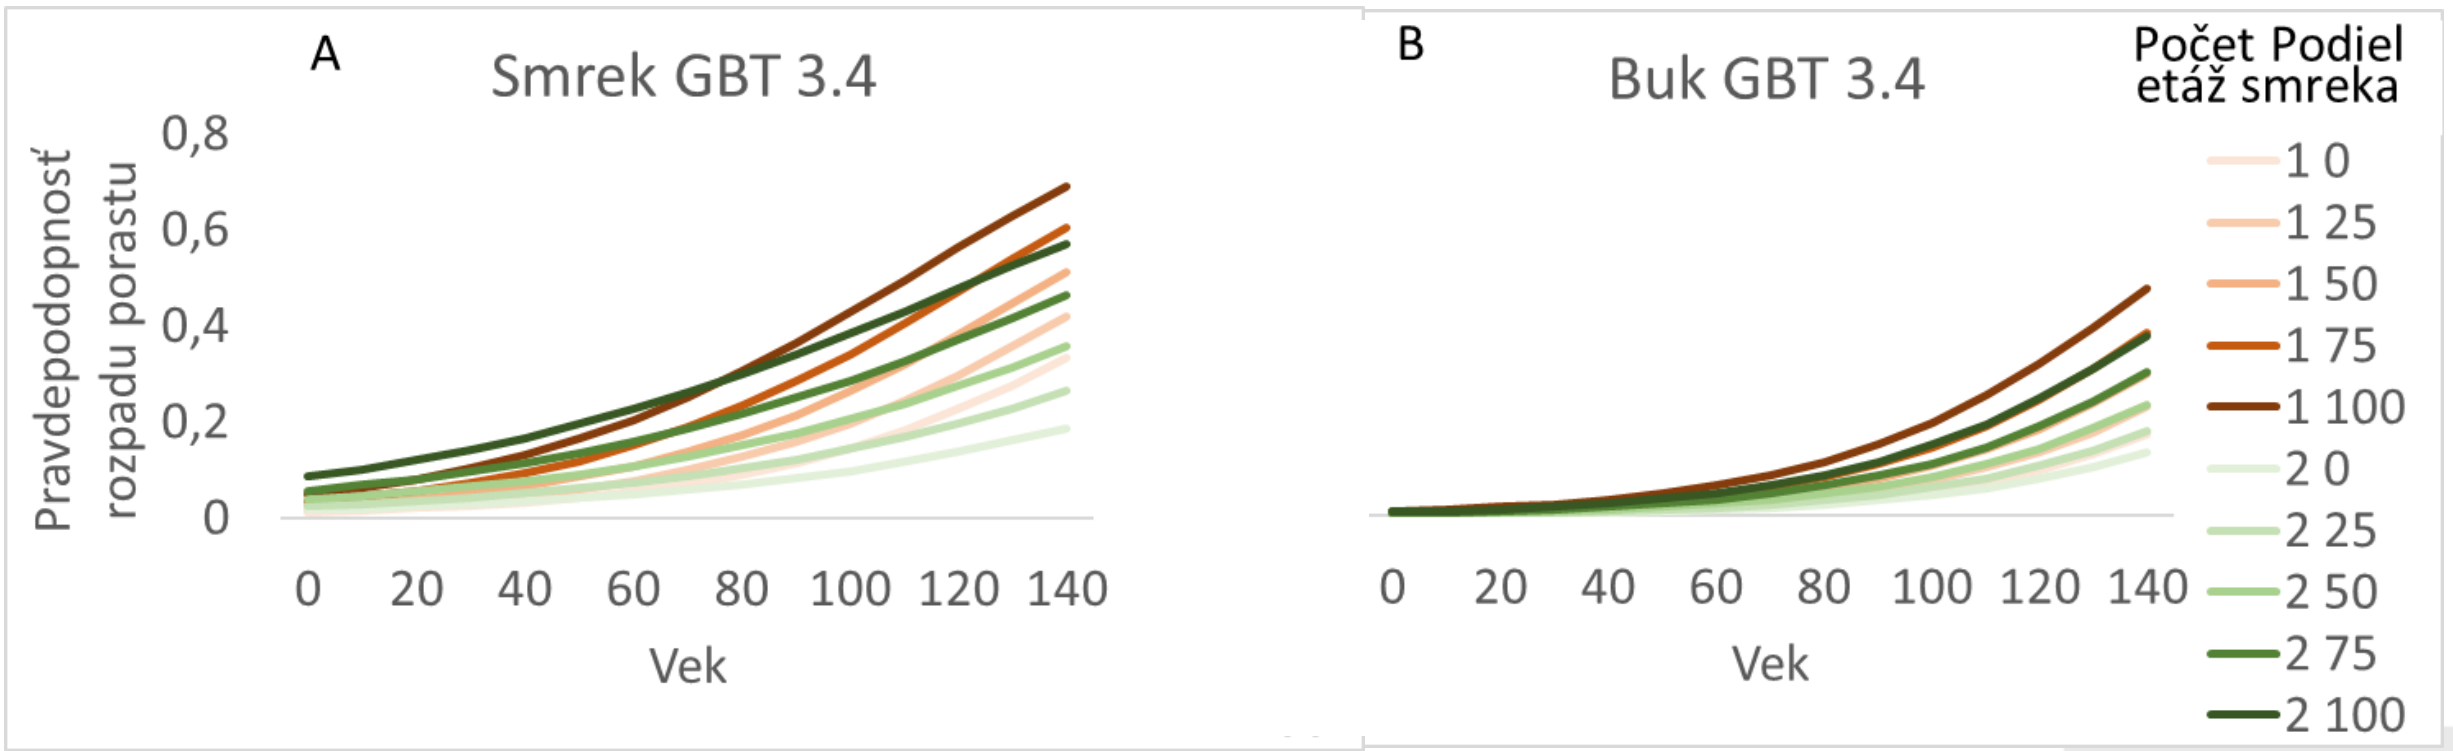 A
Smrek GBT 3.4
Pravdepodopnosť
rozpadu porastu
0,8
0,6
0,4
0,2
0
0 20 40 60 80 100 120 140
Vek
B
Buk GBT 3.4
0 20 40 60 80 100 120 140
Vek
Počet Podiel
etáž smreka
1 0
1 25
1 50
1 75
1 100
2 0
2 25
2 50
2 75
2 100